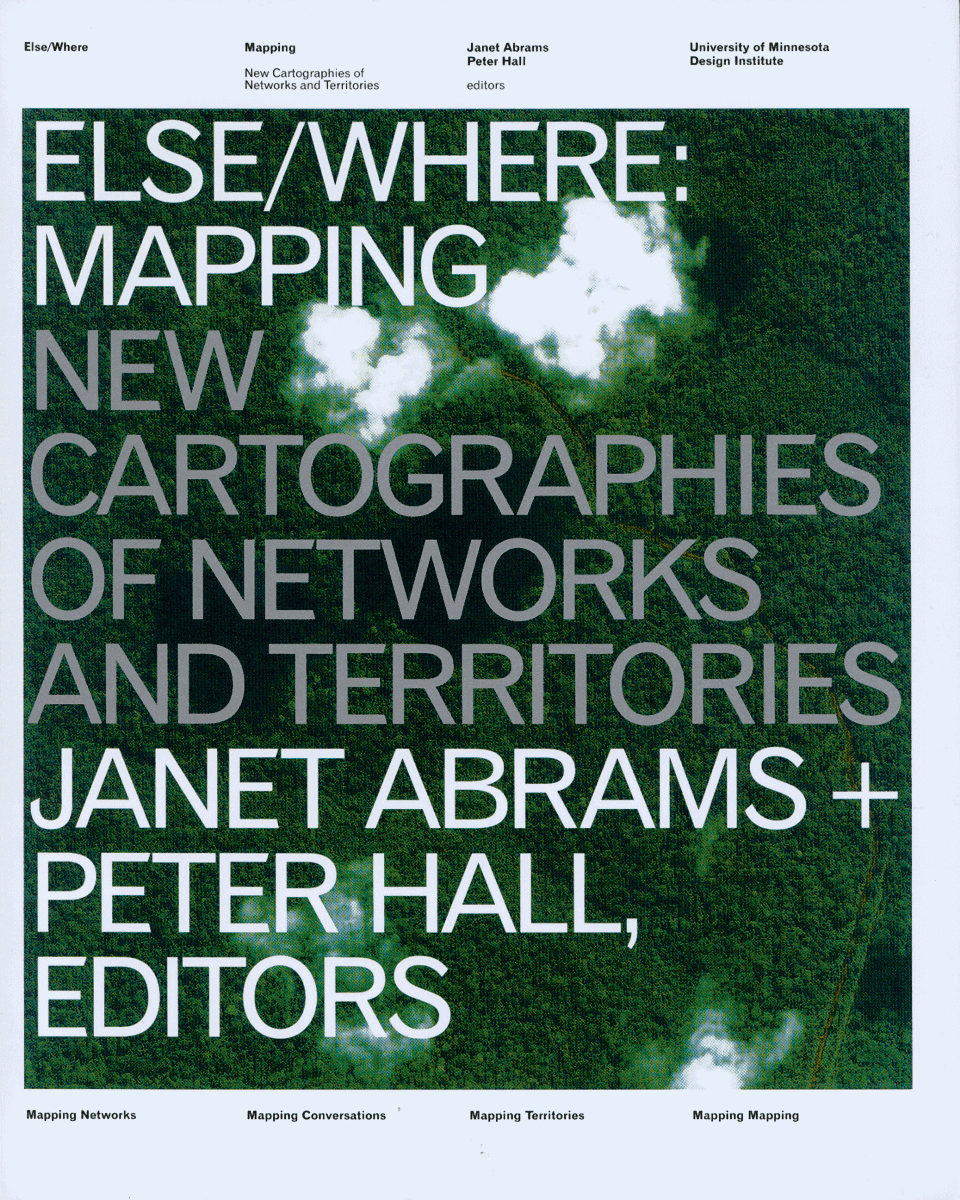 Else/Where
Mapping
New Cartographies of
Networks and Territories
Janet Abrams
Peter Hall
editors
University of Minnesota
Design Institute
ELSE/WHERE:
MAPPING
NEW
CARTOGRAPHIES
OF NETWORKS
AND TERRITORIES
JANET ABRAMS +
PETER HALL,
EDITORS
Mapping Networks
Mapping Conversations
Mapping Territories
Mapping Mapping